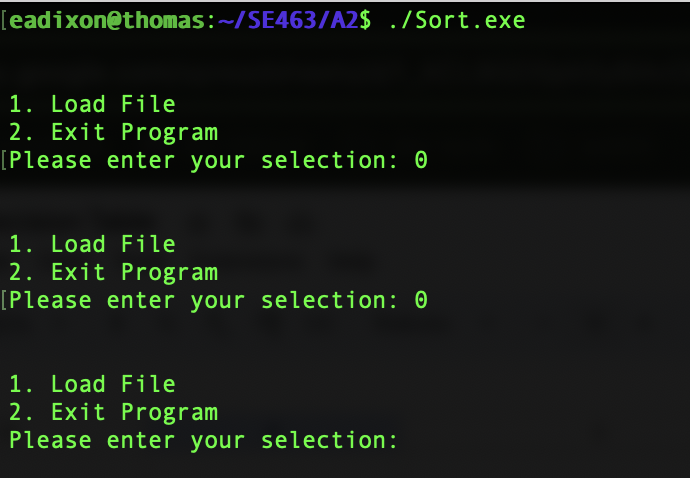 [eadixon@thomas:~/SE463/A2$ ./Sort.exe
1. Load File
2. Exit Program
[Please enter your selection: 0
1. Load File
2. Exit Program
[Please enter your selection: 0
1. Load File
2. Exit Program
Please enter your selection: